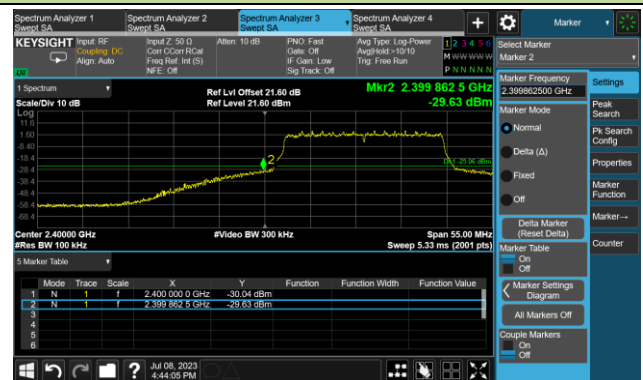 Spectrum Analyzer 1
Swept SA
Spectrum Analyzer 2
Swept SA
Spectrum Analyzer 3
Swept SA
Spectrum Analyzer 4
Swept SA
+
Marker
KEYSIGHT
Input: RF
Coupling: DC
Align: Auto
Input Z: 50 Ω
Corr CCorr RCal
Freq Ref: Int (S)
NFE: Off
Atten: 10 dB
PNO: Fast
Gate: Off
IF Gain: Low
Sig Track: Off
Avg Type: Log-Power
Avg|Hold:>10/10
Trig: Free Run
1 2 3 4 5 6
M W W W W W
P N N N N N
Select Marker
Marker 2
1 Spectrum
Scale/Div 10 dB
Ref Lvl Offset 21.60 dB
Ref Level 21.60 dBm
Mkr2 2.399 862 5 GHz
-29.63 dBm
Log
11.6
1.60
-8.40
-18.4
-28.4
-38.4
-48.4
-58.4
-68.4
2
DL1 -25.06 dBm
Center 2.40000 GHz
#Res BW 100 kHz
#Video BW 300 kHz
Span 55.00 MHz
Sweep 5.33 ms (2001 pts)
5 Marker Table
Mode Trace Scale X Y Function Function Width Function Value
1 N 1 f 2.400 000 0 GHz -30.04 dBm
2 N 1 f 2.399 862 5 GHz -29.63 dBm
3
4
5
6
Marker Frequency
2.399862500 GHz
Marker Mode
Normal
Delta (Δ)
Fixed
Off
Delta Marker
(Reset Delta)
Marker Table
On
Off
Marker Settings
Diagram
All Markers Off
Couple Markers
On
Off
Settings
Peak
Search
Pk Search
Config
Properties
Marker
Function
Marker→
Counter
?
Jul 08, 2023
4:44:05 PM